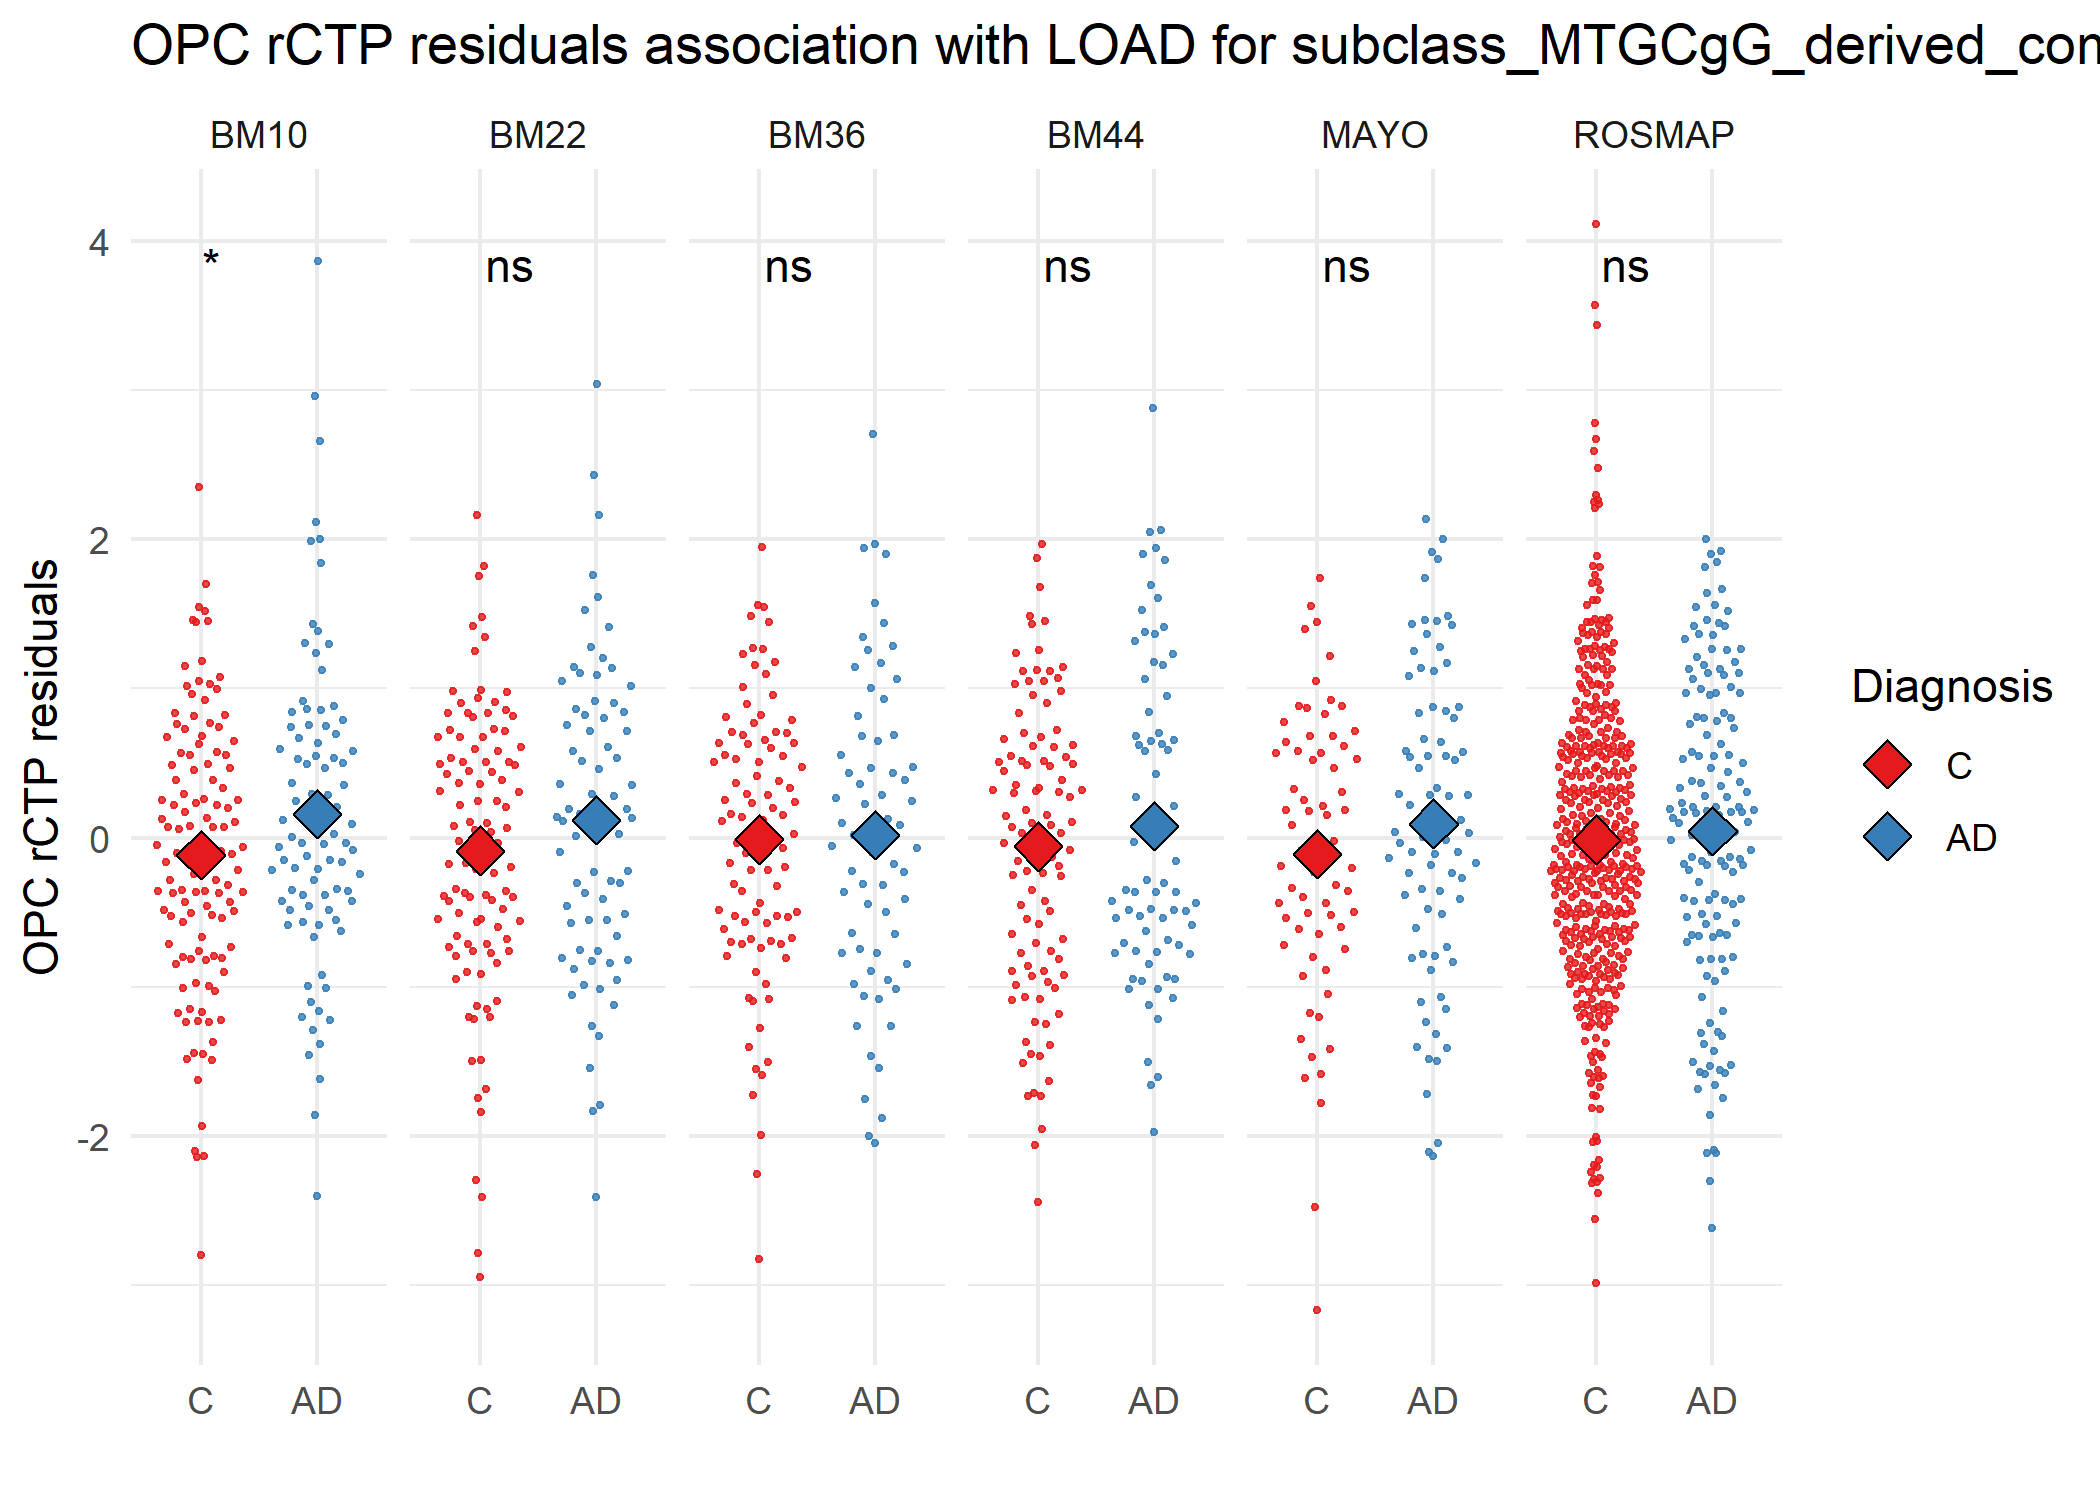 OPC rCTP residuals association with LOAD for subclass_MTGCgG_derived_con
BM10 BM22 BM36 BM44 MAYO ROSMAP
* ns ns ns ns ns
4
2
0
-2
OPC rCTP residuals
C AD C AD C AD C AD C AD C AD
Diagnosis
C
AD